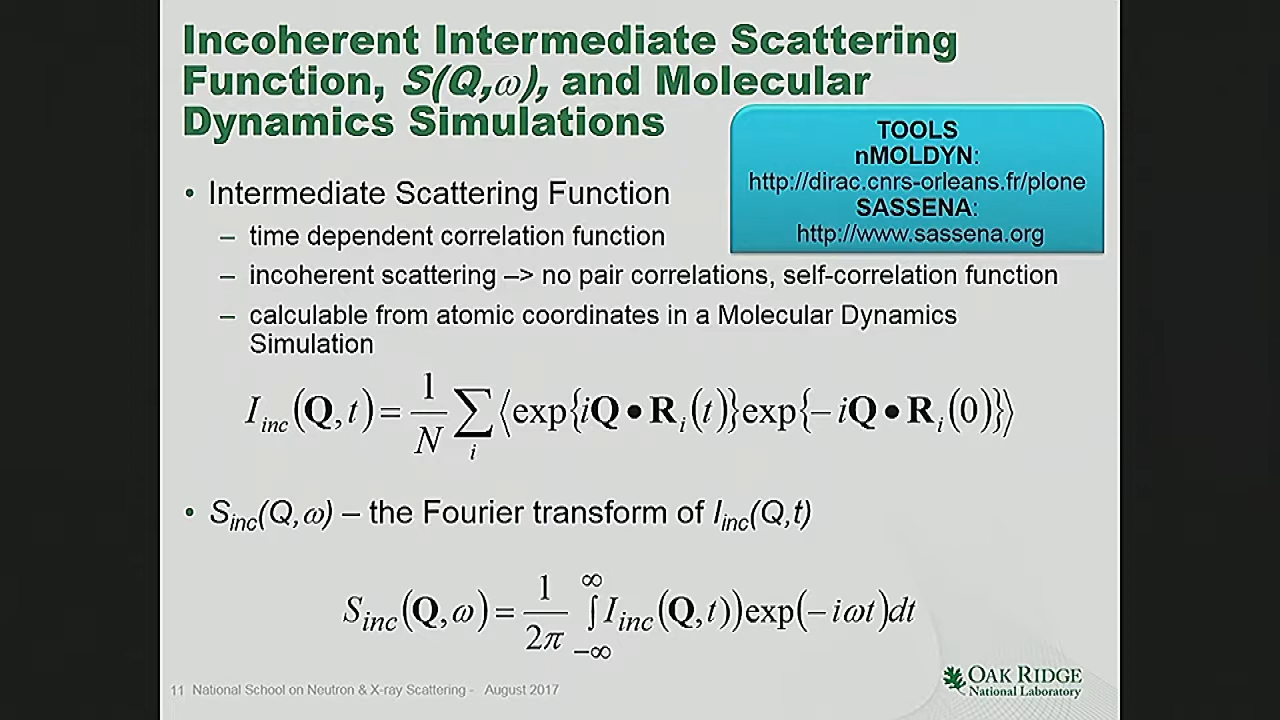 Incoherent Intermediate Scattering
Function, S(Q,ω), and Molecular
Dynamics Simulations
TOOLS
nMOLDYN:
http://dirac.cnrs-orleans.fr/plone
SASSENA:
http://www.sassena.org
• Intermediate Scattering Function
– time dependent correlation function
– incoherent scattering –> no pair correlations, self-correlation function
– calculable from atomic coordinates in a Molecular Dynamics
Simulation
I_inc(Q,t) = 1/N ∑_i ⟨exp{iQ•R_i(t)}exp{−iQ•R_i(0)}⟩
• S_inc(Q,ω) – the Fourier transform of I_inc(Q,t)
S_inc(Q,ω) = 1/2π ∫_−∞^∞ I_inc(Q,t))exp(−iωt)dt
11 National School on Neutron & X-ray Scattering - August 2017
OAK RIDGE
National Laboratory